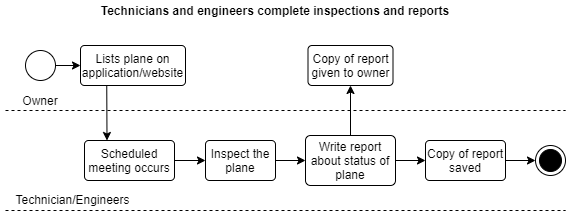 Technicians and engineers complete inspections and reports
Lists plane on
application/website
Copy of report
given to owner
Owner
Scheduled
meeting occurs
Inspect the
plane
Write report
about status of
plane
Copy of report
saved
Technician/Engineers